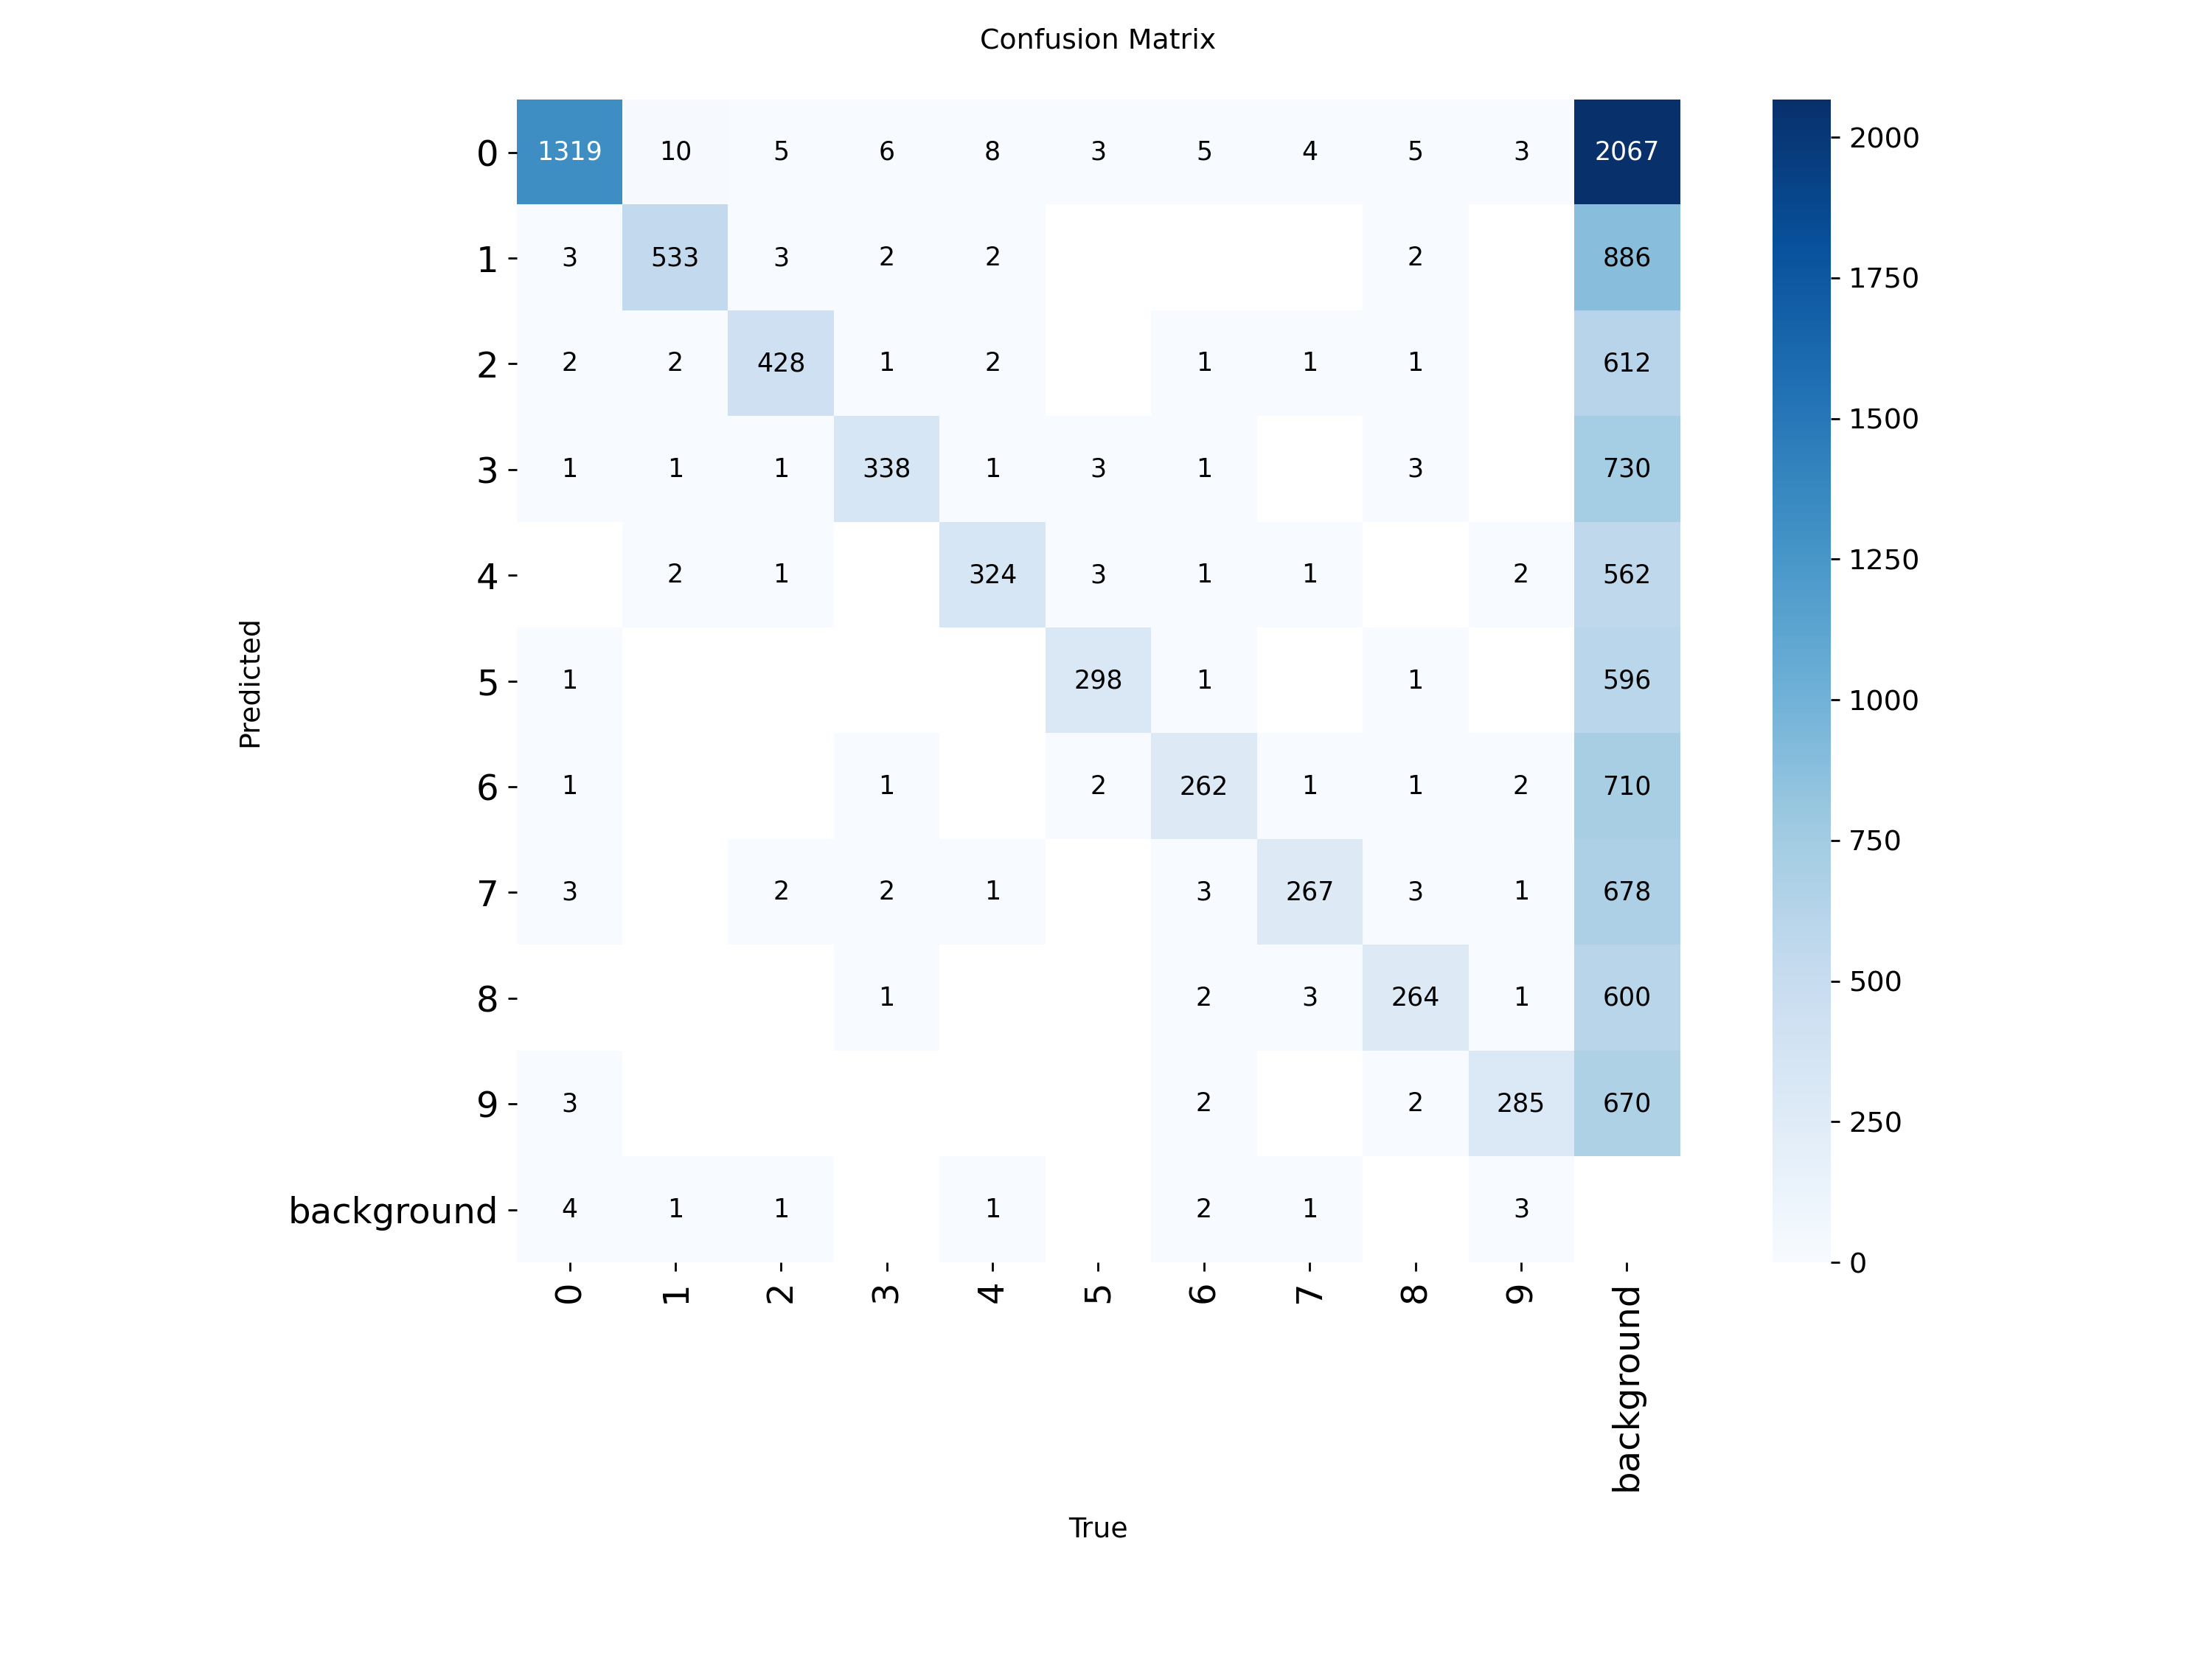 Confusion Matrix
0 1319 10 5 6 8 3 5 4 5 3 2067
1 3 533 3 2 2 2 886
2 2 2 428 1 2 1 1 1 612
3 1 1 1 338 1 3 1 3 730
4 2 1 324 3 1 1 2 562
5 1 298 1 1 596
6 1 1 2 262 1 1 2 710
7 3 2 2 1 3 267 3 1 678
8 1 2 3 264 1 600
9 3 2 2 285 670
background 4 1 1 1 2 1 3
0 1 2 3 4 5 6 7 8 9 background
Predicted
True
2000
1750
1500
1250
1000
750
500
250
0